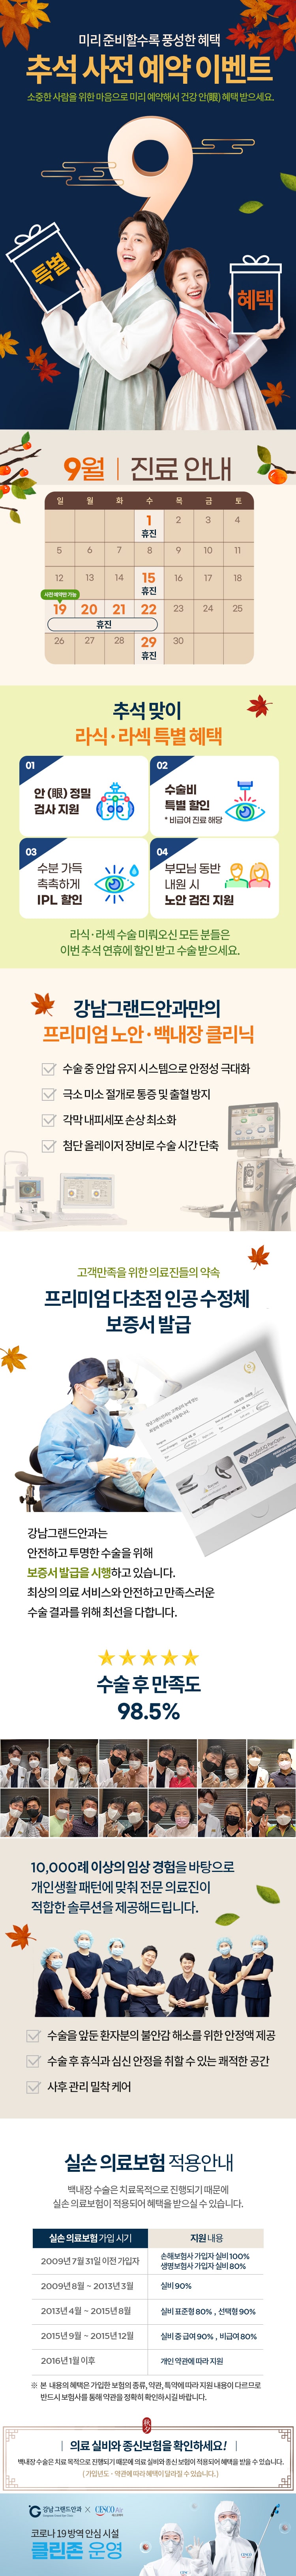 미리 준비할수록 풍성한 혜택
추석 사전 예약 이벤트
소중한 사람을 위한 마음으로 미리 예약해서 건강 안(眼) 혜택 받으세요.
9
특별
혜택
9월 | 진료 안내
일 월 화 수 목 금 토
1 2 3 4
휴진
5 6 7 8 9 10 11
12 13 14 15 16 17 18
휴진
사전 예약만 가능
19 20 21 22 23 24 25
휴진
26 27 28 29 30
휴진
추석 맞이
라식·라섹 특별 혜택
01
안 (眼) 정밀
검사 지원
02
수술비
특별 할인
* 비급여 진료 해당
03
수분 가득
촉촉하게
IPL 할인
04
부모님 동반
내원 시
노안 검진 지원
라식·라섹 수술 미뤄오신 모든 분들은
이번 추석 연휴에 할인 받고 수술 받으세요.
강남그랜드안과만의
프리미엄 노안·백내장 클리닉
수술 중 안압 유지 시스템으로 안정성 극대화
극소 미소 절개로 통증 및 출혈 방지
각막 내피세포 손상 최소화
첨단 올레이저 장비로 수술 시간 단축
고객만족을 위한 의료진들의 약속
프리미엄 다초점 인공 수정체
보증서 발급
강남그랜드안과는
안전하고 투명한 수술을 위해
보증서 발급을 시행하고 있습니다.
최상의 의료 서비스와 안전하고 만족스러운
수술 결과를 위해 최선을 다합니다.
수술 후 만족도
98.5%
10,000례 이상의 임상 경험을 바탕으로
개인생활 패턴에 맞춰 전문 의료진이
적합한 솔루션을 제공해드립니다.
수술을 앞둔 환자분의 불안감 해소를 위한 안정액 제공
수술 후 휴식과 심신 안정을 취할 수 있는 쾌적한 공간
사후 관리 밀착 케어
실손 의료보험 적용안내
백내장 수술은 치료목적으로 진행되기 때문에
실손 의료보험이 적용되어 혜택을 받으실 수 있습니다.
실손 의료보험 가입 시기 지원 내용
2009년 7월 31일 이전 가입자 손해보험사 가입자 실비 100%
생명보험사 가입자 실비 80%
2009년 8월 ~ 2013년 3월 실비 90%
2013년 4월 ~ 2015년 8월 실비 표준형 80% , 선택형 90%
2015년 9월 ~ 2015년 12월 실비 중 급여 90% , 비급여 80%
2016년 1월 이후 개인 약관에 따라 지원
※ 본 내용의 혜택은 가입한 보험의 종류, 약관, 특약에 따라 지원 내용이 다르므로
반드시 보험사를 통해 약관을 정확히 확인하시길 바랍니다.
| 의료 실비와 종신보험을 확인하세요! |
백내장 수술은 치료 목적으로 진행되기 때문에 의료 실비와 종신 보험이 적용되어 혜택을 받을 수 있습니다.
( 가입년도·약관에 따라 혜택이 달라질 수 있습니다. )
강남 그랜드안과 × CESCO Air
코로나 19 방역 안심 시설
클린존 운영
CESCO